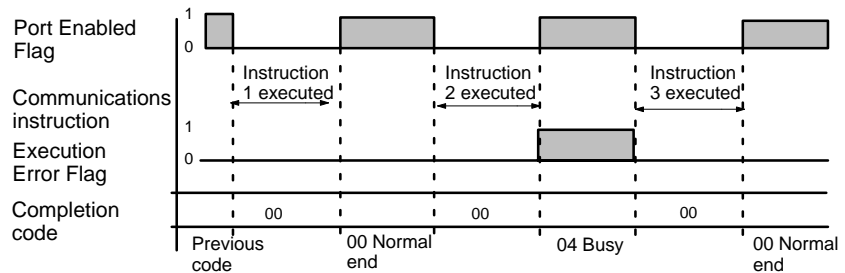 Port Enabled
Flag
1
0
Instruction
1 executed
Instruction
2 executed
Instruction
3 executed
Communications
instruction
Execution
Error Flag
1
0
Completion
code
00
00
00
Previous
code
00 Normal
end
04 Busy
00 Normal
end